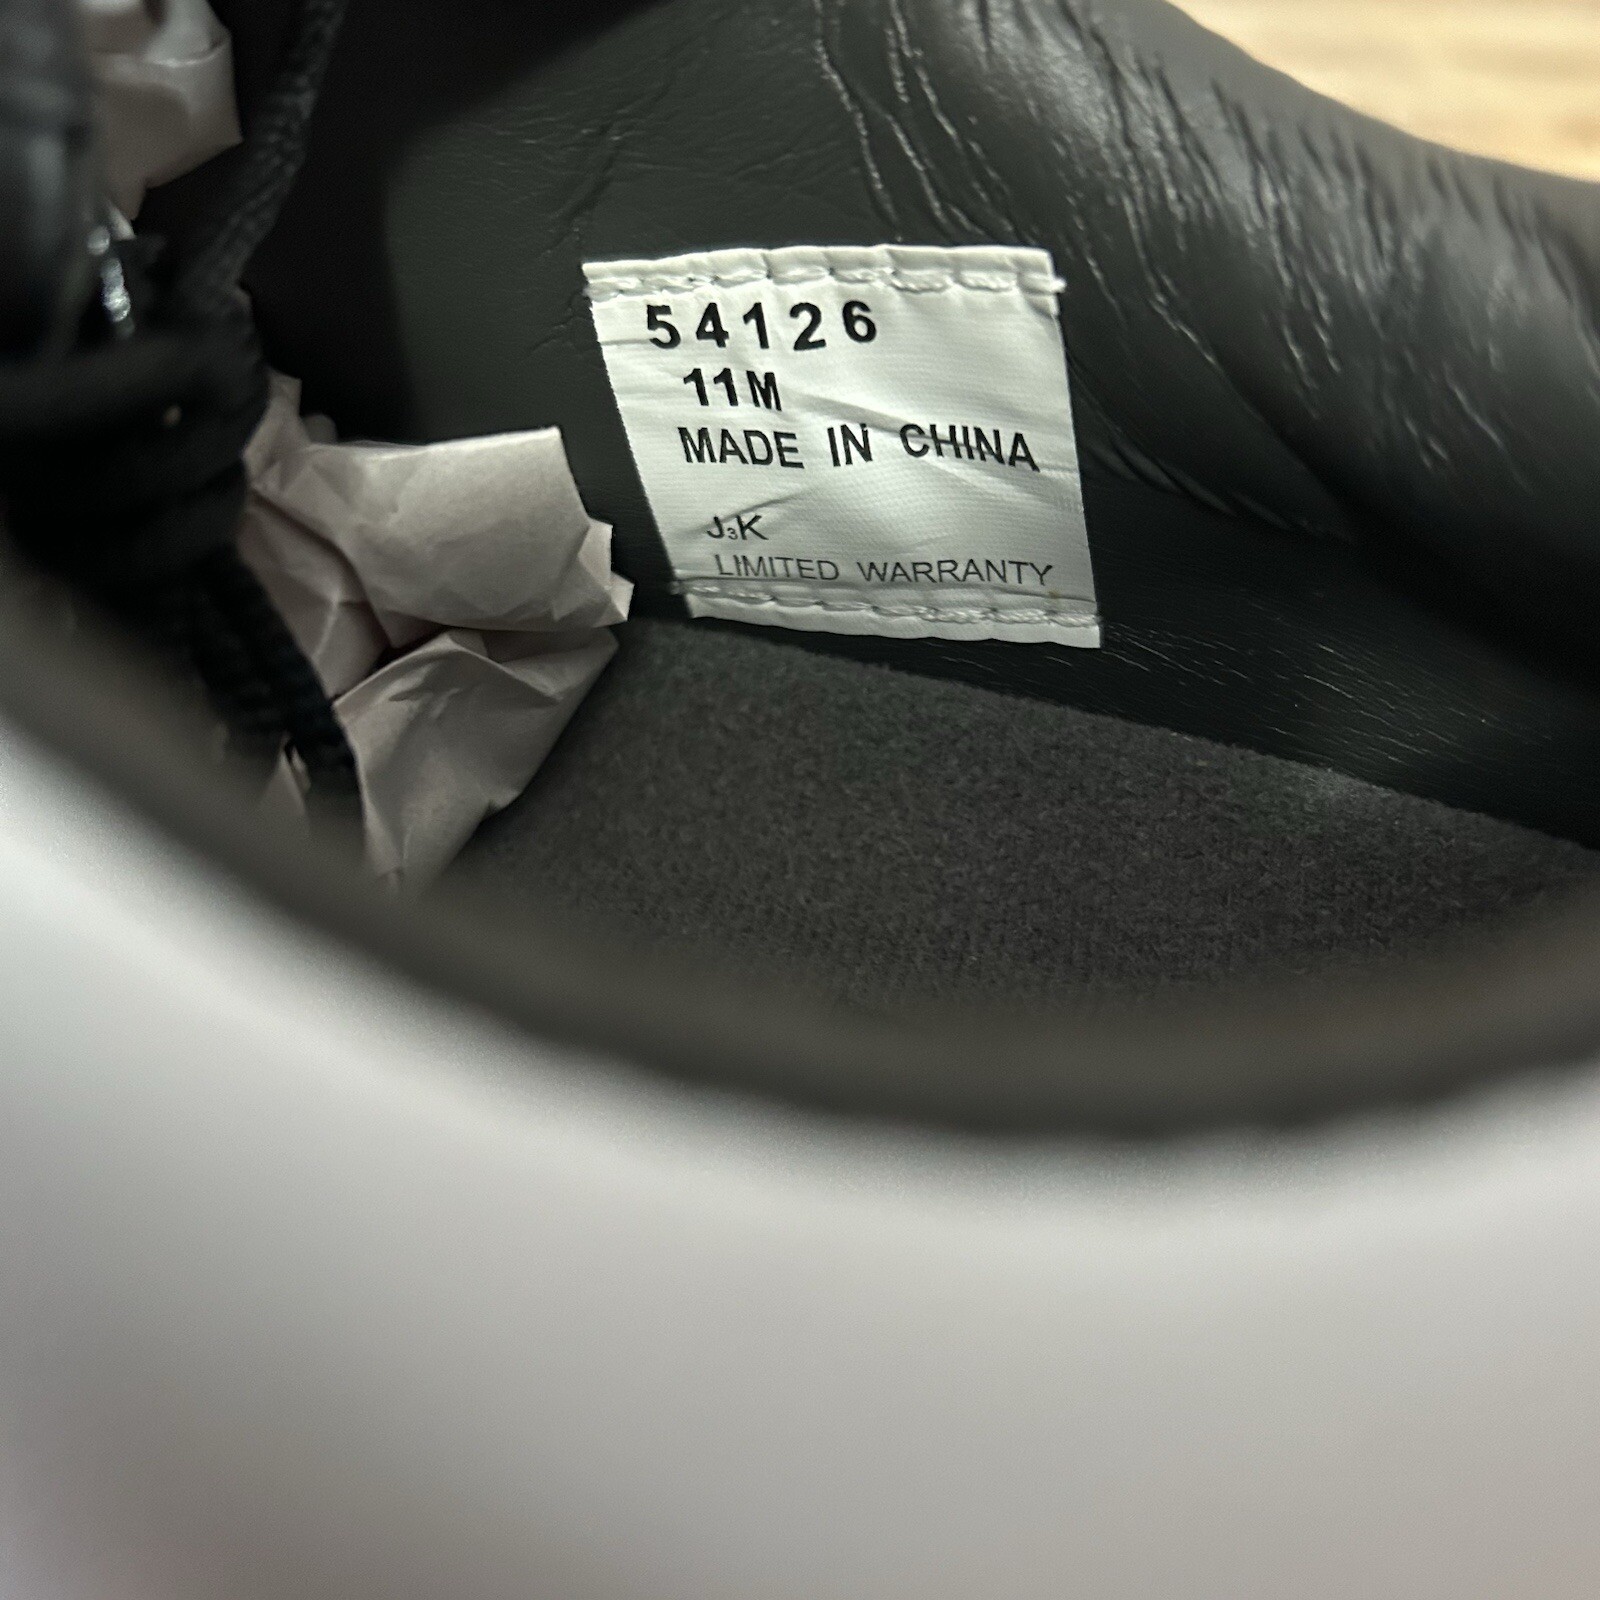 54126
11M
MADE IN CHINA
J₃K
LIMITED WARRANTY